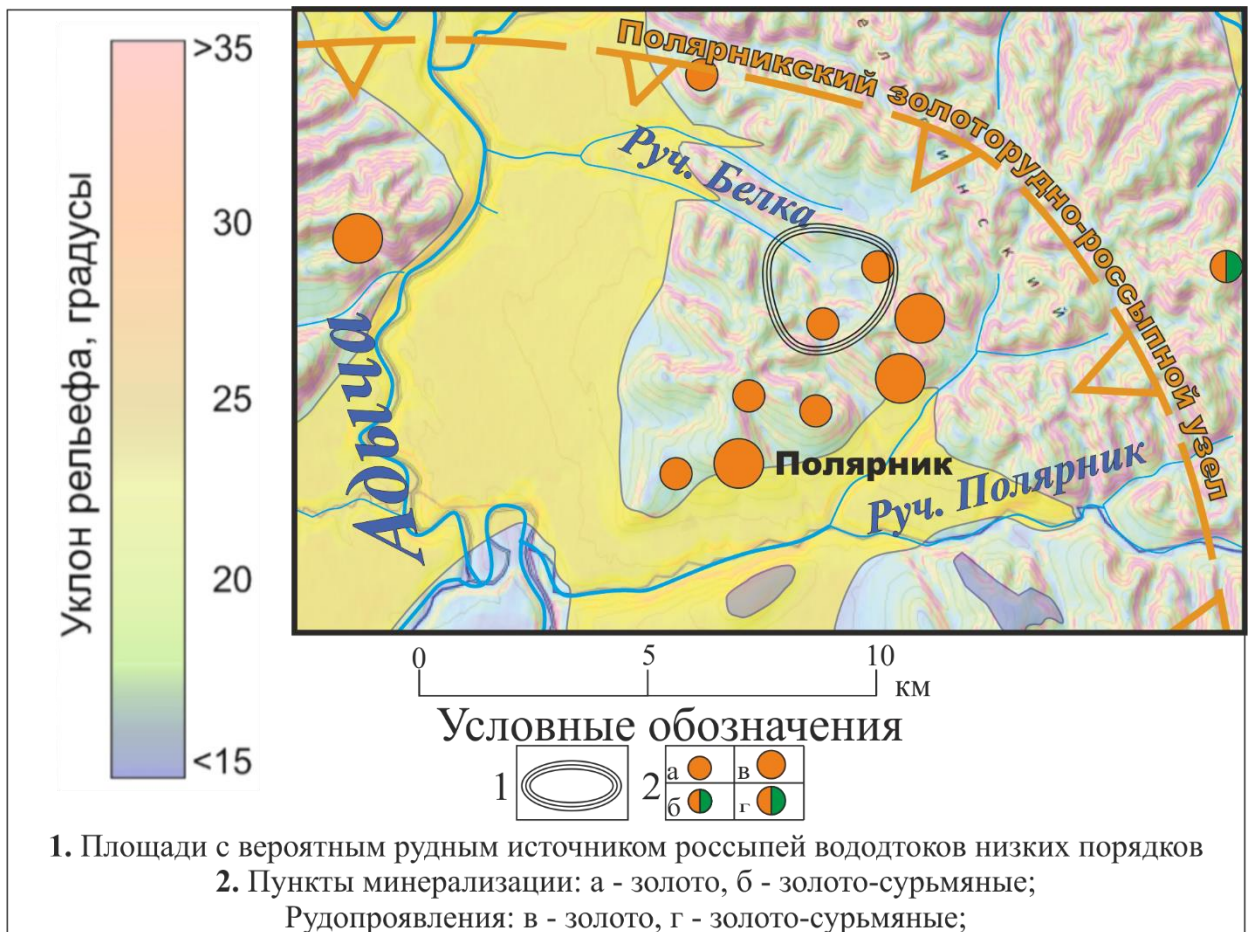 Уклон рельефа, градусы
>35
30
25
20
<15
Полярникский золоторудно-россыпной узел
Руч. Белка
Адыча
Полярник
Руч. Полярник
0 5 10
км
Условные обозначения
1 2 а в
б г
1. Площади с вероятным рудным источником россыпей вододтоков низких порядков
2. Пункты минерализации: а - золото, б - золото-сурьмяные;
Рудопроявления: в - золото, г - золото-сурьмяные;